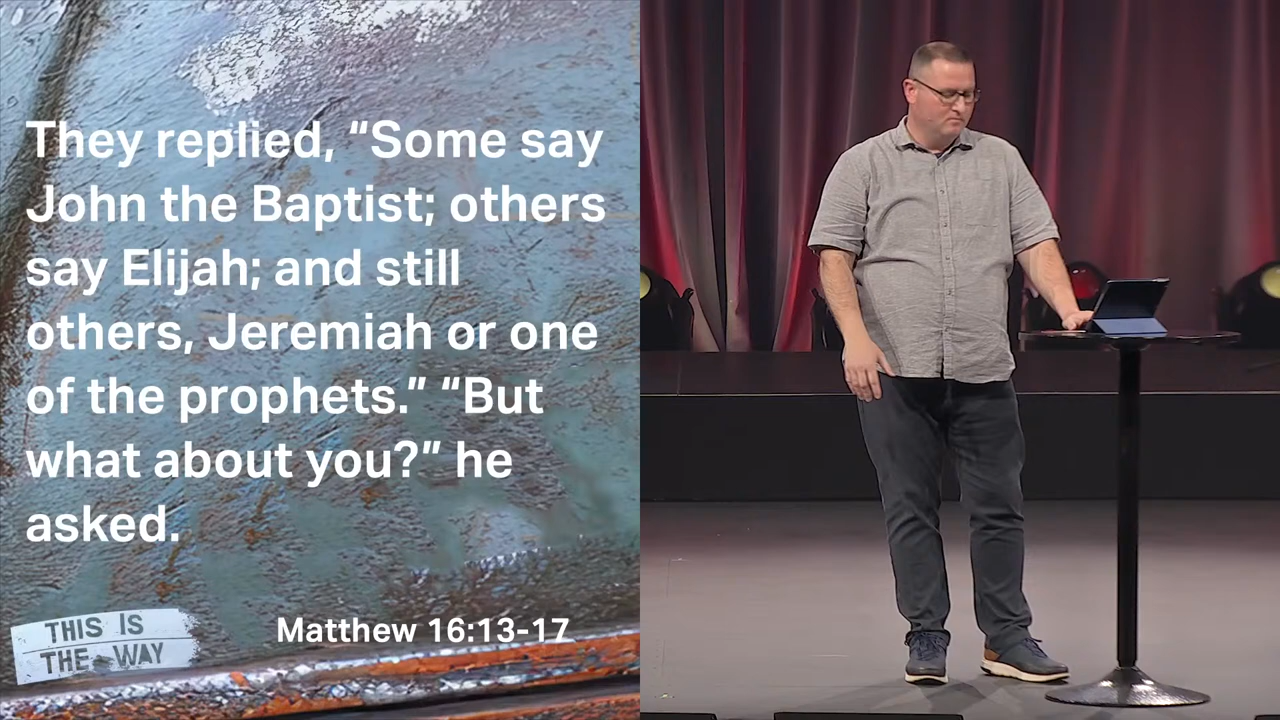 They replied, “Some say
John the Baptist; others
say Elijah; and still
others, Jeremiah or one
of the prophets.” “But
what about you?” he
asked.
THIS IS
THE WAY
Matthew 16:13-17